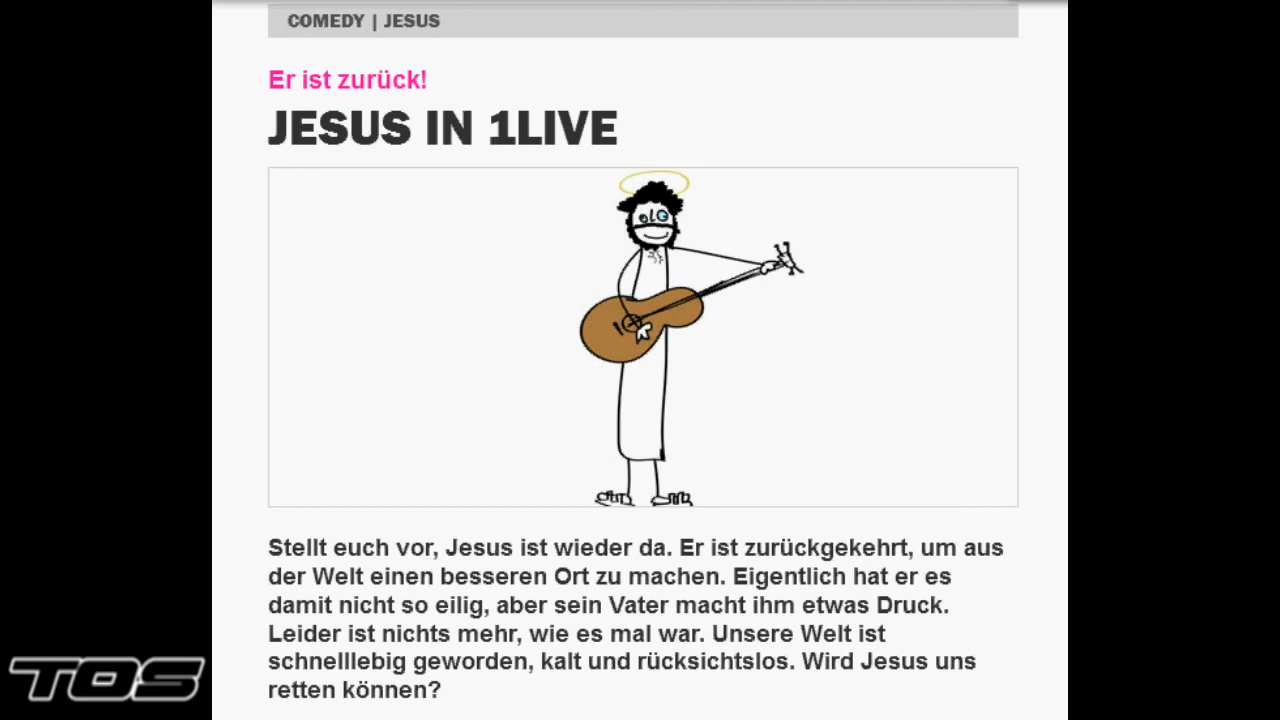 COMEDY | JESUS
Er ist zurück!
JESUS IN 1LIVE
Stellt euch vor, Jesus ist wieder da. Er ist zurückgekehrt, um aus
der Welt einen besseren Ort zu machen. Eigentlich hat er es
damit nicht so eilig, aber sein Vater macht ihm etwas Druck.
Leider ist nichts mehr, wie es mal war. Unsere Welt ist
schnelllebig geworden, kalt und rücksichtslos. Wird Jesus uns
retten können?
TOS